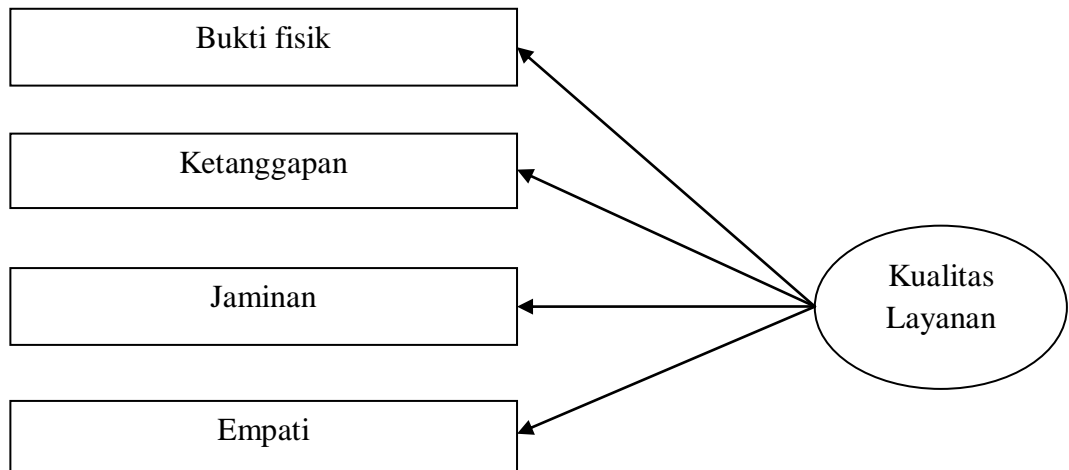 Bukti fisik
Ketanggapan
Jaminan
Empati
Kualitas
Layanan